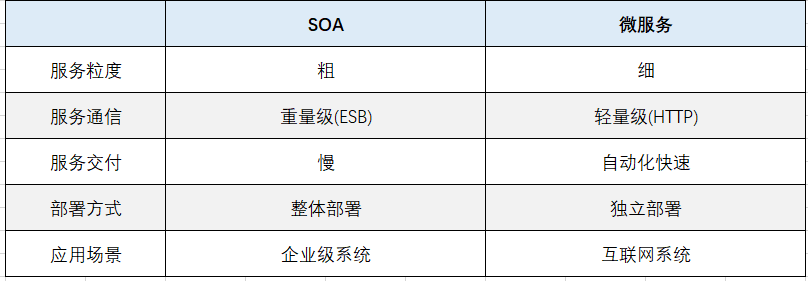 SOA 微服务
服务粒度 粗 细
服务通信 重量级(ESB) 轻量级(HTTP)
服务交付 慢 自动化快速
部署方式 整体部署 独立部署
应用场景 企业级系统 互联网系统